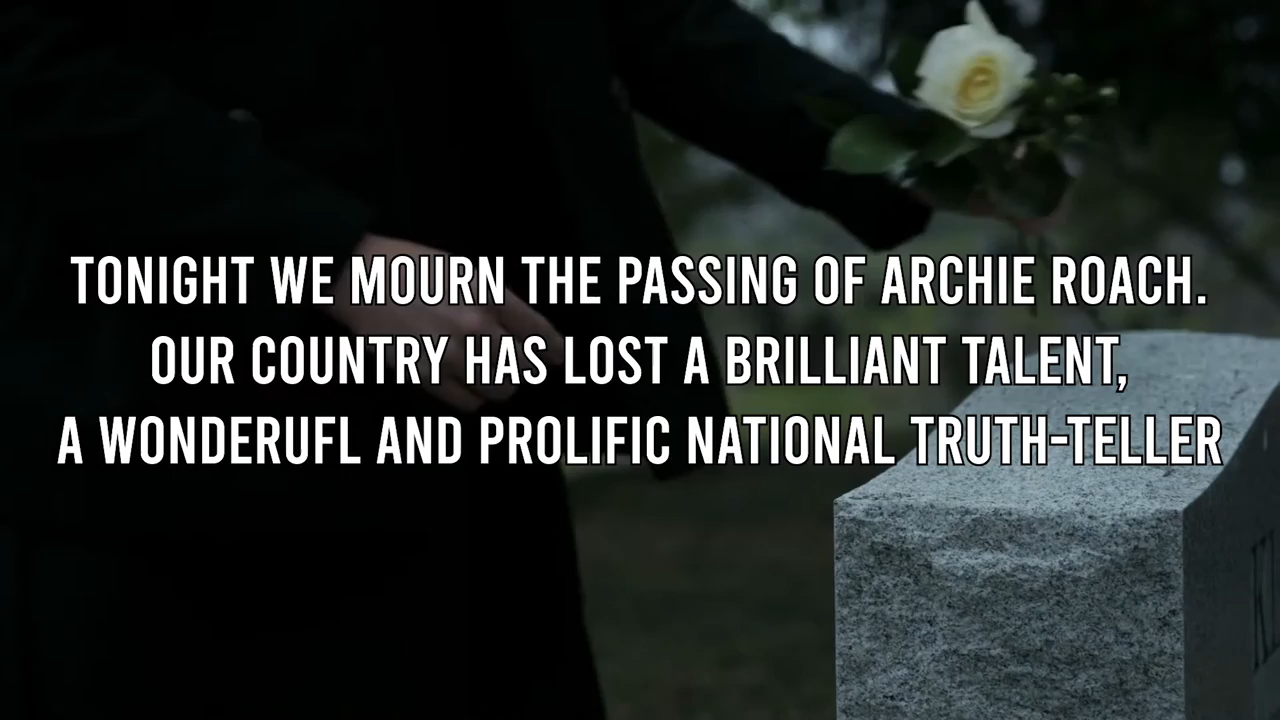 TONIGHT WE MOURN THE PASSING OF ARCHIE ROACH.
OUR COUNTRY HAS LOST A BRILLIANT TALENT,
A WONDERUFL AND PROLIFIC NATIONAL TRUTH-TELLER